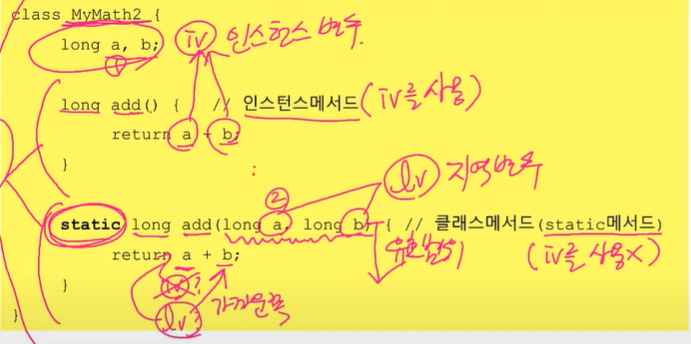 class MyMath2 {
long a, b; iv 인스턴스 변수.
①
long add() { // 인스턴스메서드 (iv를 사용)
return a + b;
}
:
② lv 지역변수
static long add(long a, long b) { // 클래스메서드(static메서드)
return a + b; 유효범위 (iv를 사용X)
} iv? 가까운쪽
lv?
}